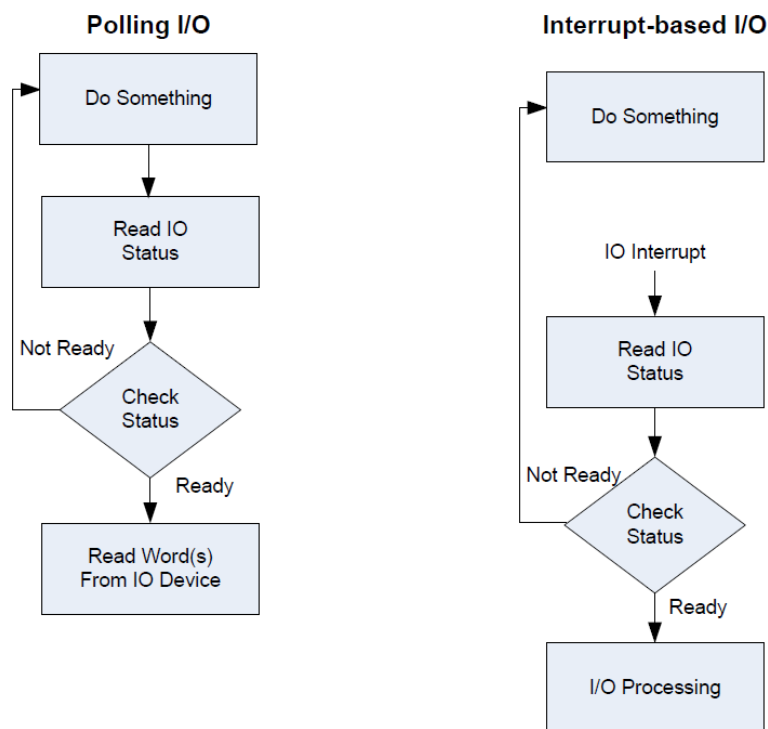 Polling I/O
Do Something
Read IO
Status
Not Ready
Check
Status
Ready
Read Word(s)
From IO Device
Interrupt-based I/O
Do Something
IO Interrupt
Read IO
Status
Not Ready
Check
Status
Ready
I/O Processing